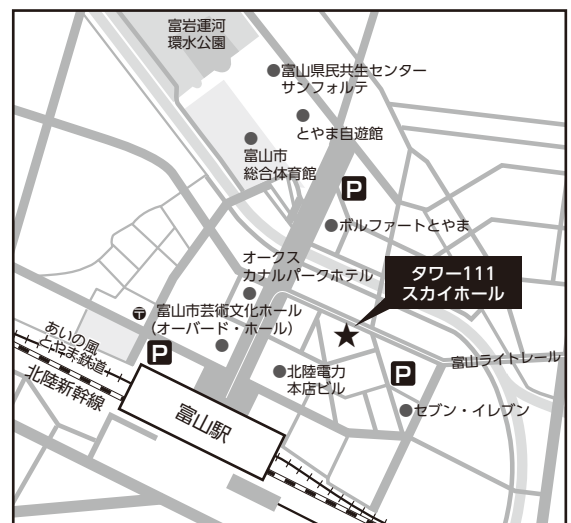 富岩運河
環水公園
富山県民共生センター
サンフォルテ
とやま自遊館
富山市
総合体育館
P
ボルファートとやま
オークス
カナルパークホテル
タワー111
スカイホール
富山市芸術文化ホール
(オーバード・ホール)
あいの風
とやま鉄道
P
北陸新幹線
富山駅
北陸電力
本店ビル
P
富山ライトレール
セブン・イレブン